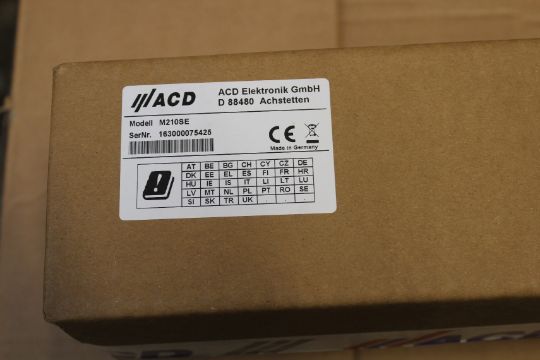 ACD
ACD Elektronik GmbH
D 88480 Achstetten
Modell M210SE
SerNr. 163000075425
CE
Made in Germany
AT BE BG CH CY CZ DE
DK EE EL ES FI FR HR
HU IE IS IT LI LT LU
LV MT NL PL PT RO SE
SI SK TR UK . . .
ACD